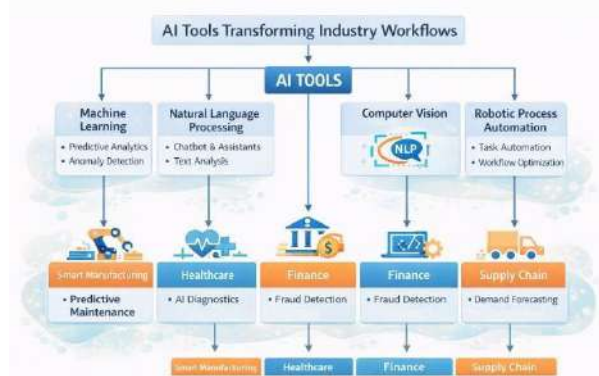 AI Tools Transforming Industry Workflows
AI TOOLS
Machine
Learning
• Predictive Analytics
• Anomaly Detection
Natural Language
Processing
• Chatbot & Assistants
• Text Analysis
Computer Vision
NLP
Robotic Process
Automation
• Task Automation
• Workflow Optimization
Smart Manufacturing
• Predictive
Maintenance
Healthcare
• AI Diagnostics
Finance
• Fraud Detection
Finance
• Fraud Detection
Supply Chain
• Demand Forecasting
Smart Manufacturing
Healthcare
Finance
Supply Chain